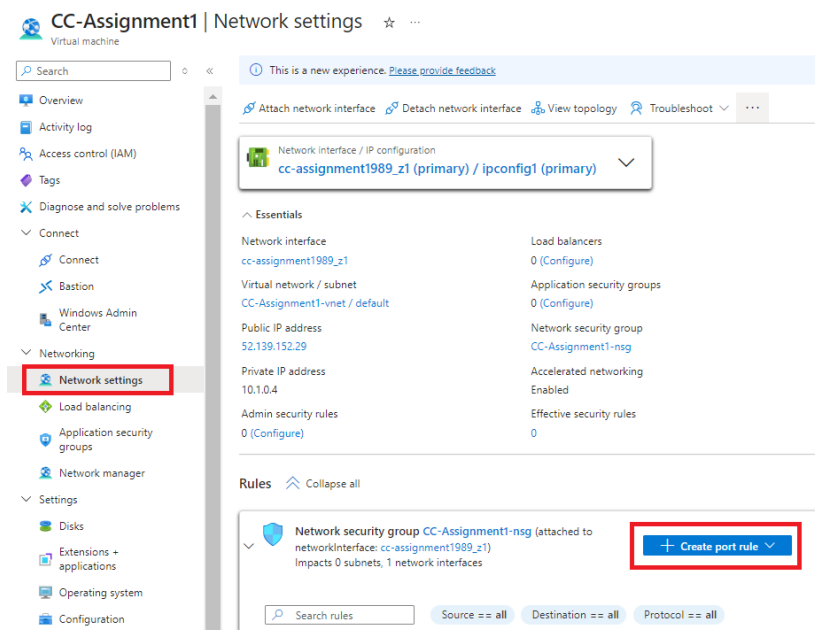 CC-Assignment1 | Network settings ☆ ...
Virtual machine
Search
This is a new experience. Please provide feedback
Overview
Activity log
Access control (IAM)
Tags
Diagnose and solve problems
Connect
Connect
Bastion
Windows Admin
Center
Networking
Network settings
Load balancing
Application security
groups
Network manager
Settings
Disks
Extensions +
applications
Operating system
Configuration
Attach network interface Detach network interface View topology Troubleshoot ...
Network interface / IP configuration
cc-assignment1989_z1 (primary) / ipconfig1 (primary)
Essentials
Network interface
cc-assignment1989_z1
Virtual network / subnet
CC-Assignment1-vnet / default
Public IP address
52.139.152.29
Private IP address
10.1.0.4
Admin security rules
0 (Configure)
Load balancers
0 (Configure)
Application security groups
0 (Configure)
Network security group
CC-Assignment1-nsg
Accelerated networking
Enabled
Effective security rules
0
Rules Collapse all
Network security group CC-Assignment1-nsg (attached to
networkInterface: cc-assignment1989_z1)
Impacts 0 subnets, 1 network interfaces
+ Create port rule
Search rules
Source == all
Destination == all
Protocol == all